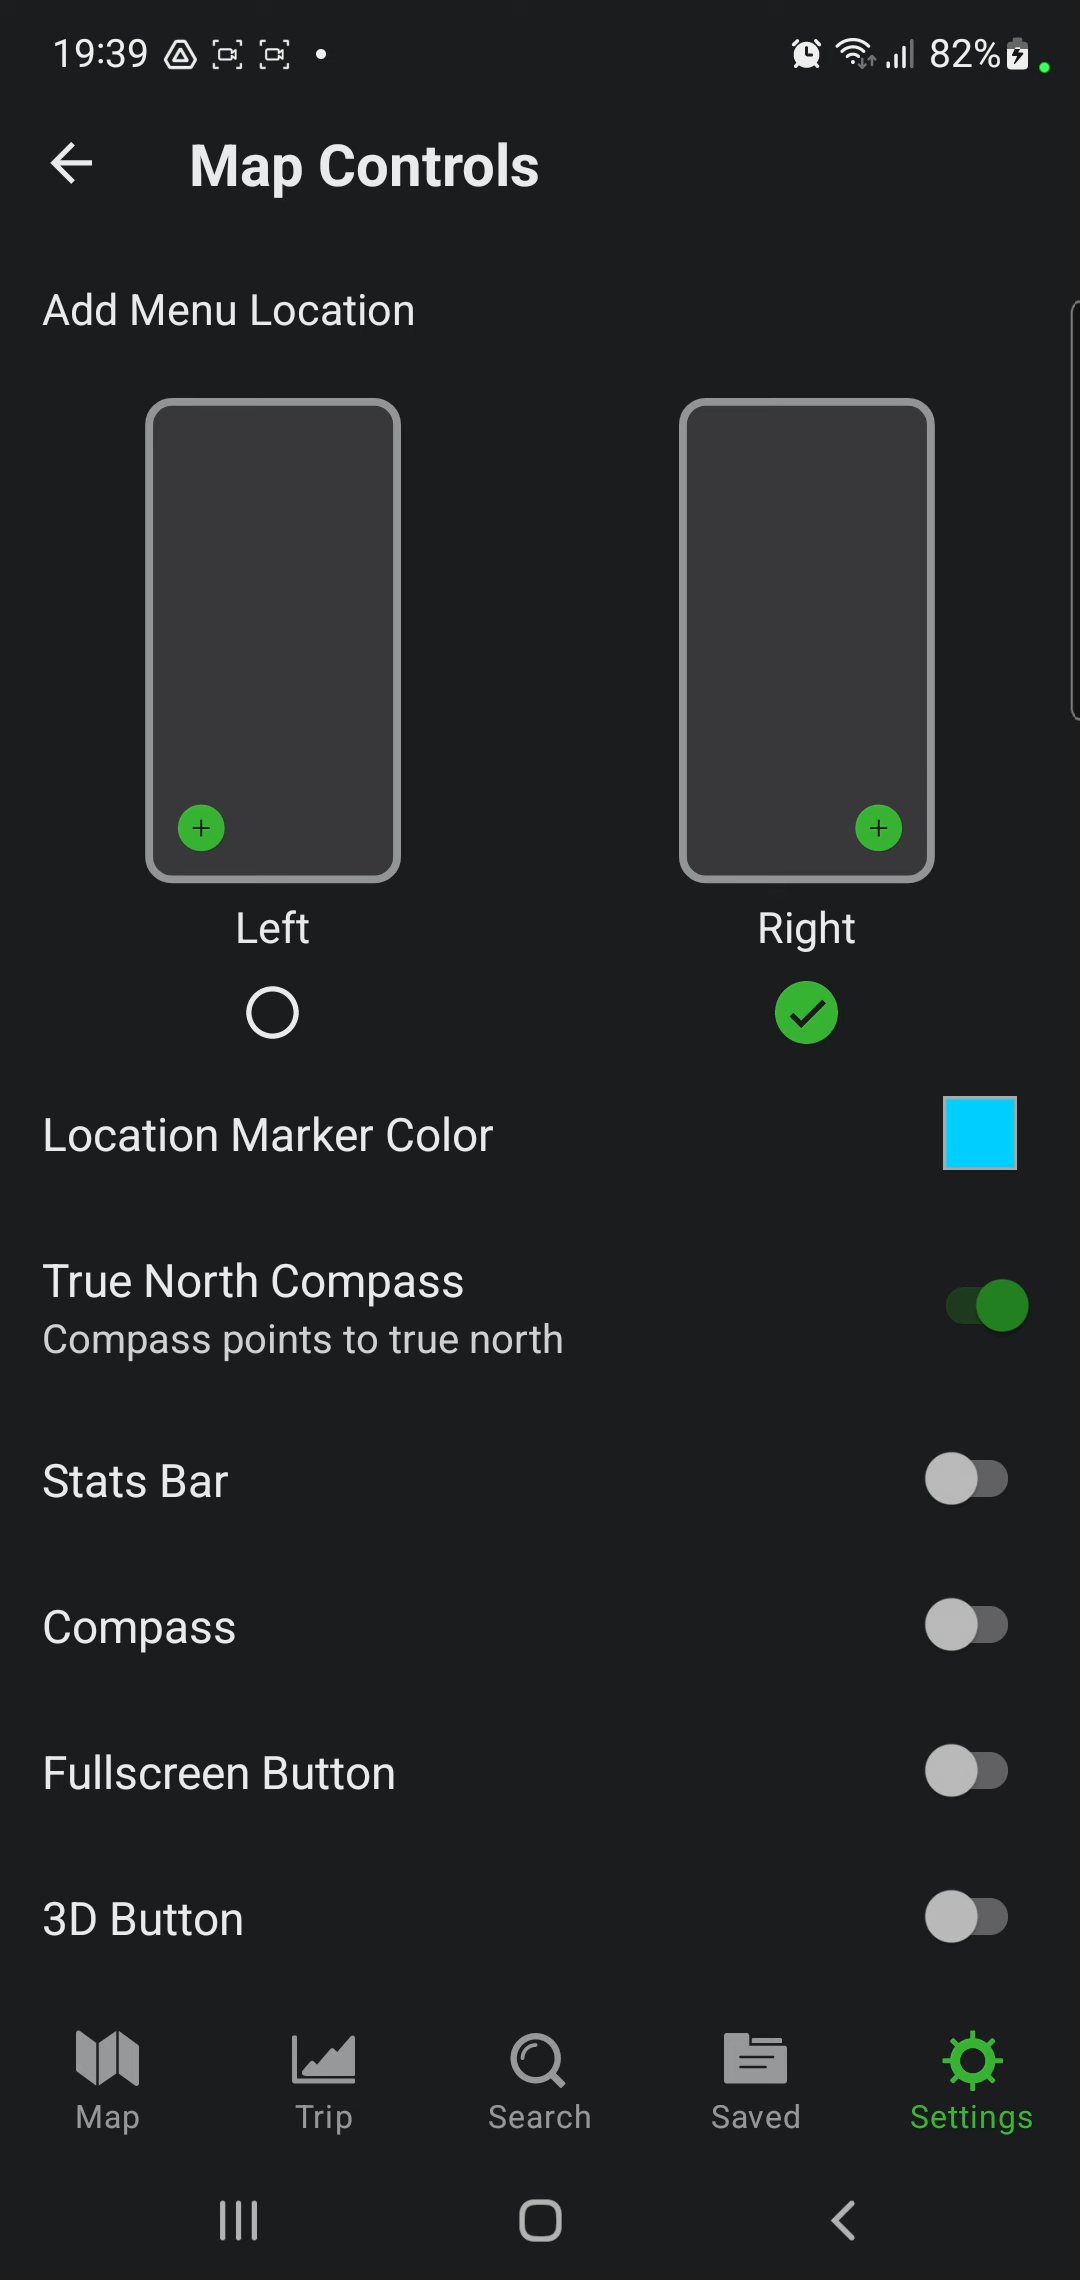 19:39 82%
Map Controls
Add Menu Location
Left Right
Location Marker Color
True North Compass
Compass points to true north
Stats Bar
Compass
Fullscreen Button
3D Button
Map Trip Search Saved Settings